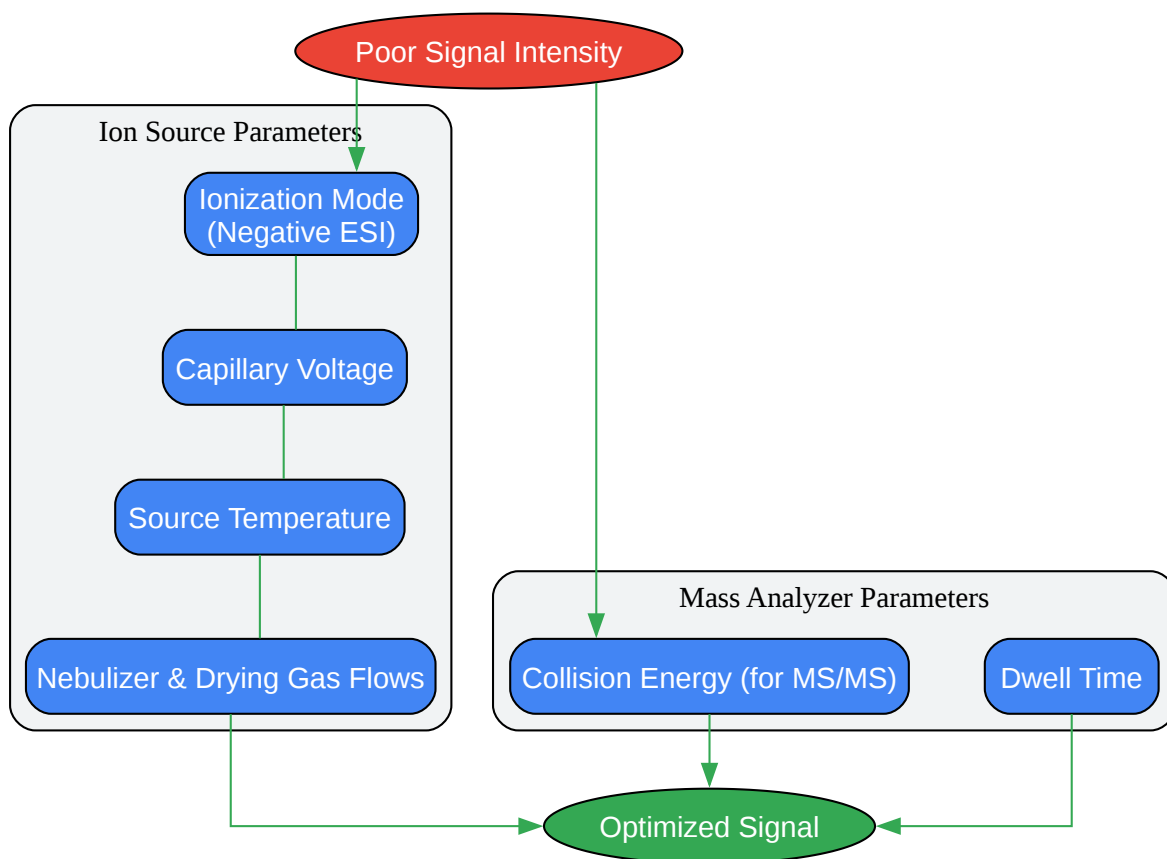 Poor Signal Intensity
Ion Source Parameters
Ionization Mode
(Negative ESI)
Capillary Voltage
Source Temperature
Nebulizer & Drying Gas Flows
Mass Analyzer Parameters
Collision Energy (for MS/MS)
Dwell Time
Optimized Signal